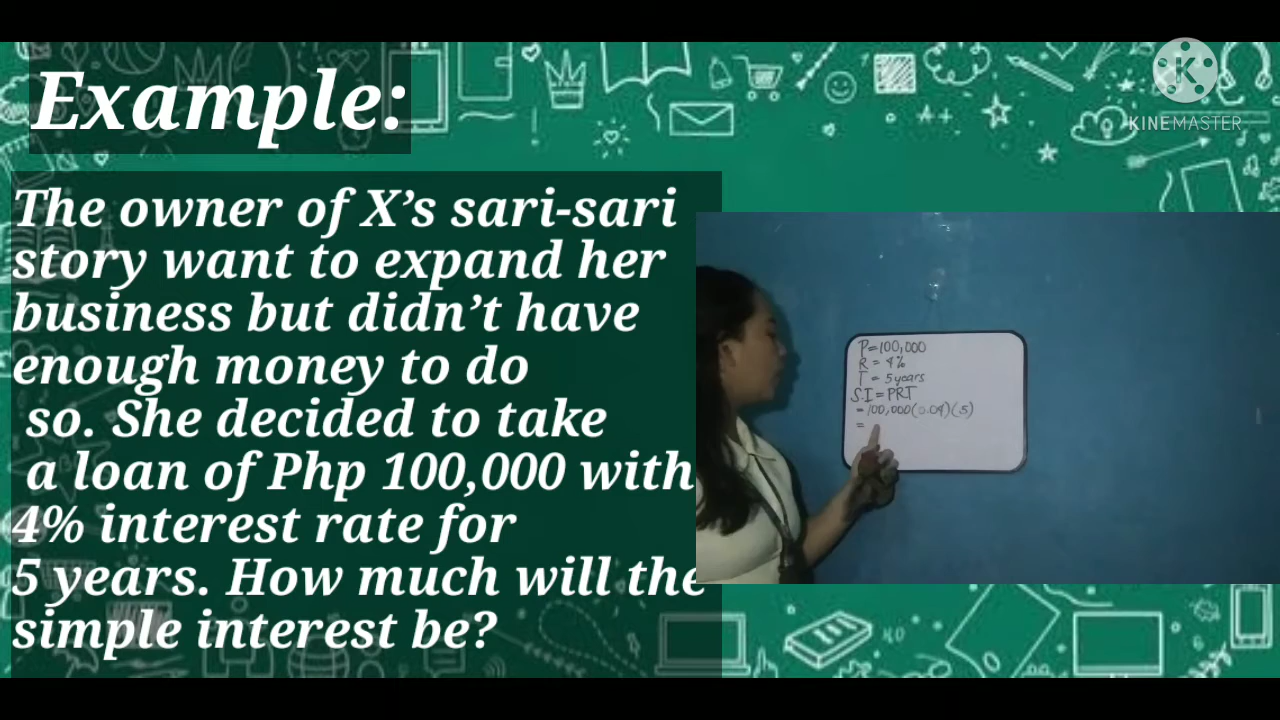 Example:
The owner of X’s sari-sari
story want to expand her
business but didn’t have
enough money to do
so. She decided to take
a loan of Php 100,000 with
4% interest rate for
5 years. How much will the
simple interest be?
KINEMASTER
P=100,000
R = 4%
T = 5 years
S.I = PRT
= 100,000(0.04)(5)
=